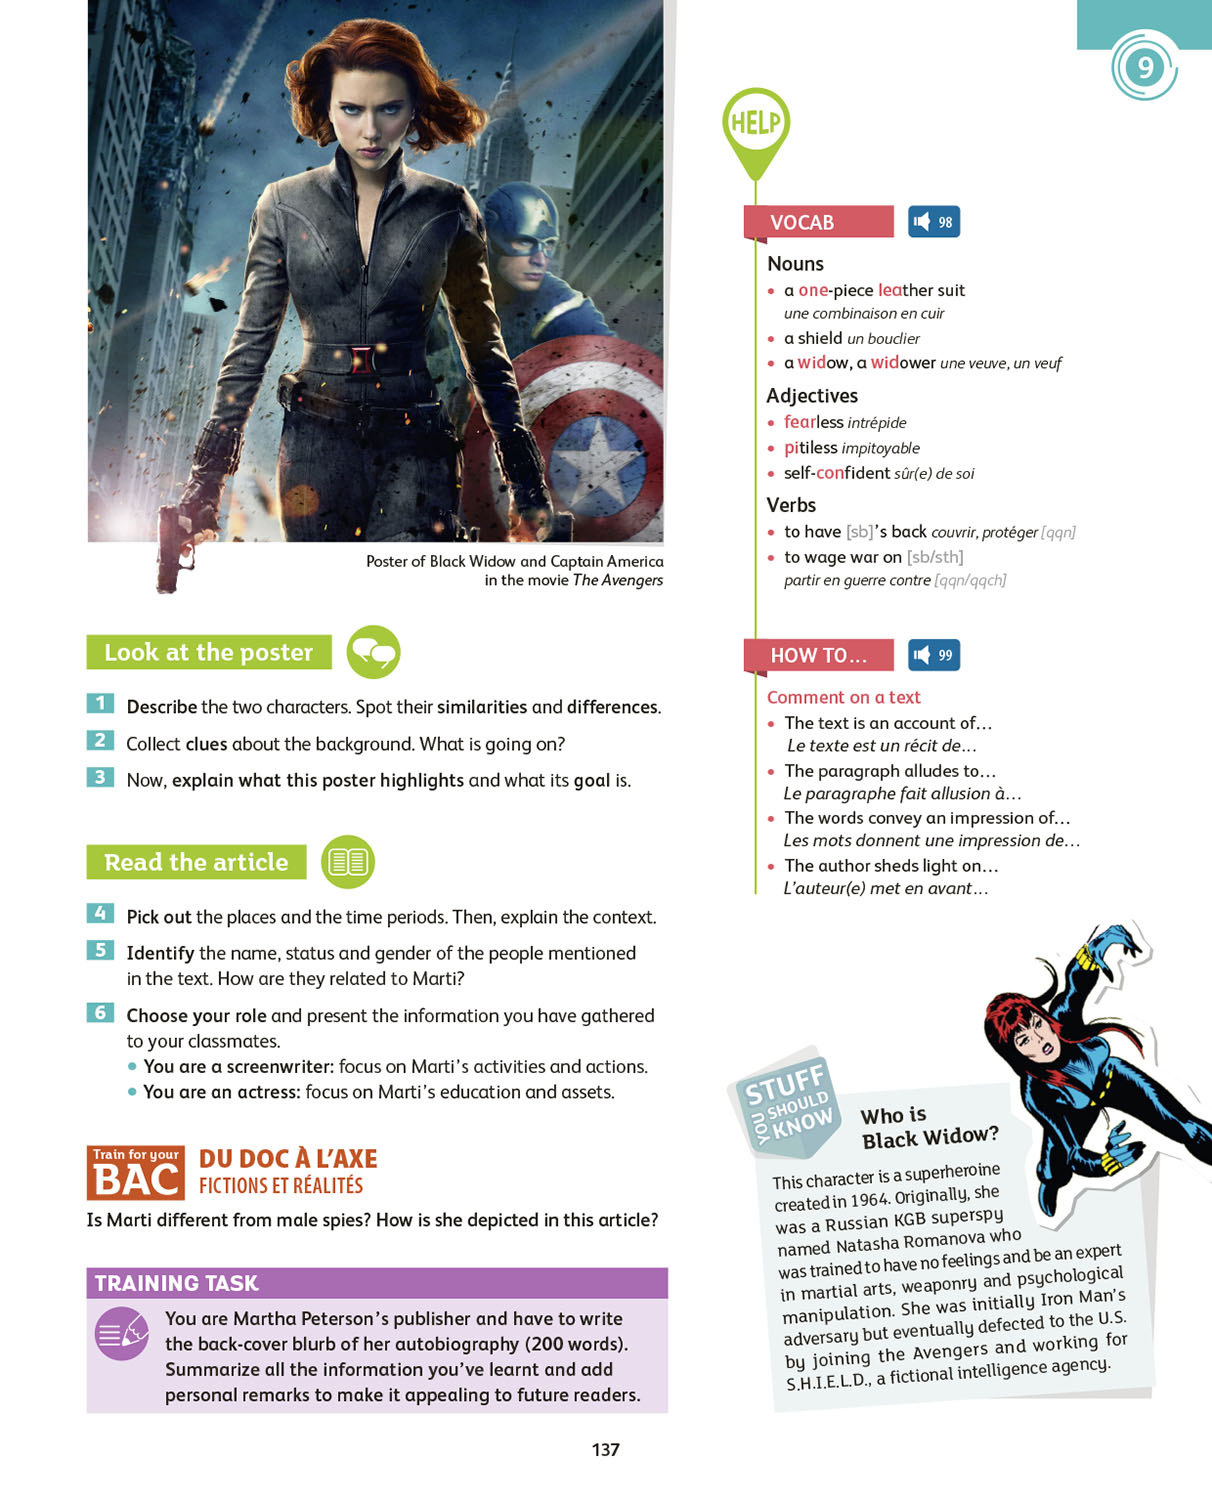 9
Poster of Black Widow and Captain America
in the movie The Avengers
Look at the poster
1 Describe the two characters. Spot their similarities and differences.
2 Collect clues about the background. What is going on?
3 Now, explain what this poster highlights and what its goal is.
Read the article
4 Pick out the places and the time periods. Then, explain the context.
5 Identify the name, status and gender of the people mentioned
in the text. How are they related to Marti?
6 Choose your role and present the information you have gathered
to your classmates.
• You are a screenwriter: focus on Marti's activities and actions.
• You are an actress: focus on Marti's education and assets.
Train for your
BAC
DU DOC À L'AXE
FICTIONS ET RÉALITÉS
Is Marti different from male spies? How is she depicted in this article?
TRAINING TASK
You are Martha Peterson's publisher and have to write
the back-cover blurb of her autobiography (200 words).
Summarize all the information you've learnt and add
personal remarks to make it appealing to future readers.
HELP
VOCAB 98
Nouns
• a one-piece leather suit
une combinaison en cuir
• a shield un bouclier
• a widow, a widower une veuve, un veuf
Adjectives
• fearless intrépide
• pitiless impitoyable
• self-confident sûr(e) de soi
Verbs
• to have [sb]'s back couvrir, protéger [qqn]
• to wage war on [sb/sth]
partir en guerre contre [qqn/qqch]
HOW TO... 99
Comment on a text
• The text is an account of...
Le texte est un récit de...
• The paragraph alludes to...
Le paragraphe fait allusion à...
• The words convey an impression of...
Les mots donnent une impression de...
• The author sheds light on...
L'auteur(e) met en avant...
STUFF
YOU SHOULD
KNOW
Who is
Black Widow?
This character is a superheroine
created in 1964. Originally, she
was a Russian KGB superspy
named Natasha Romanova who
was trained to have no feelings and be an expert
in martial arts, weaponry and psychological
manipulation. She was initially Iron Man's
adversary but eventually defected to the U.S.
by joining the Avengers and working for
S.H.I.E.L.D., a fictional intelligence agency.
137